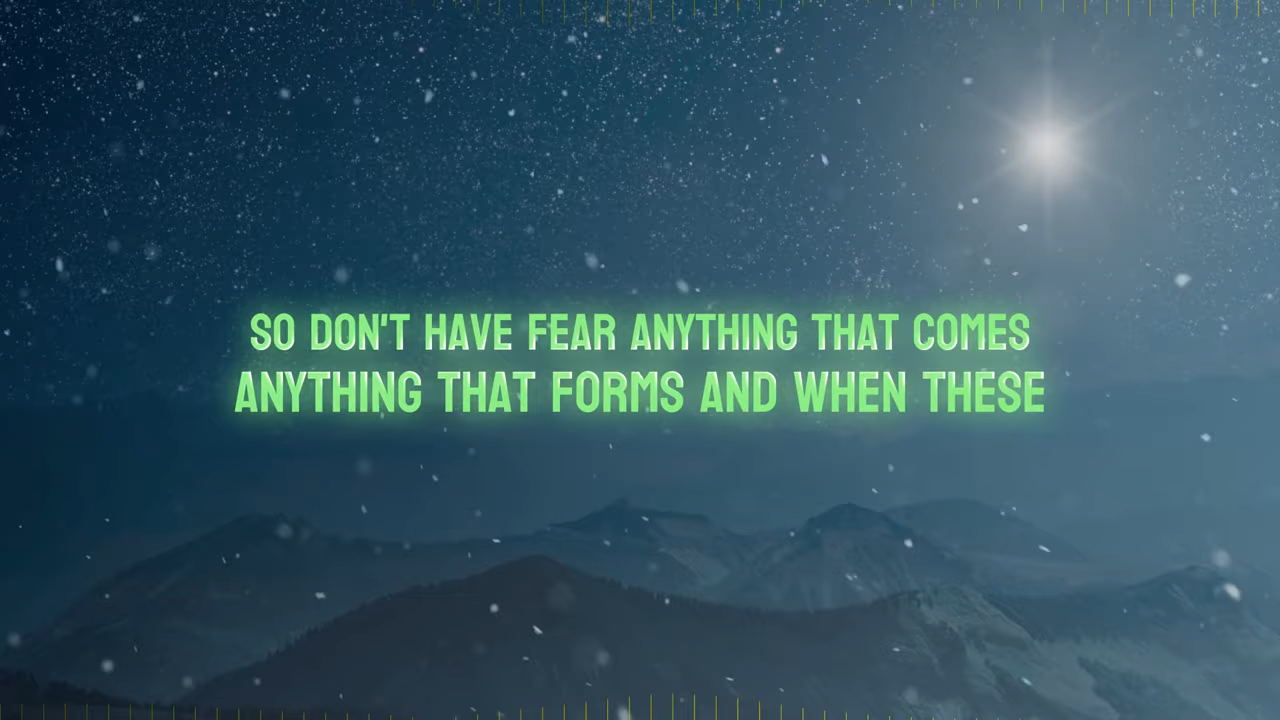 SO DON'T HAVE FEAR ANYTHING THAT COMES
ANYTHING THAT FORMS AND WHEN THESE